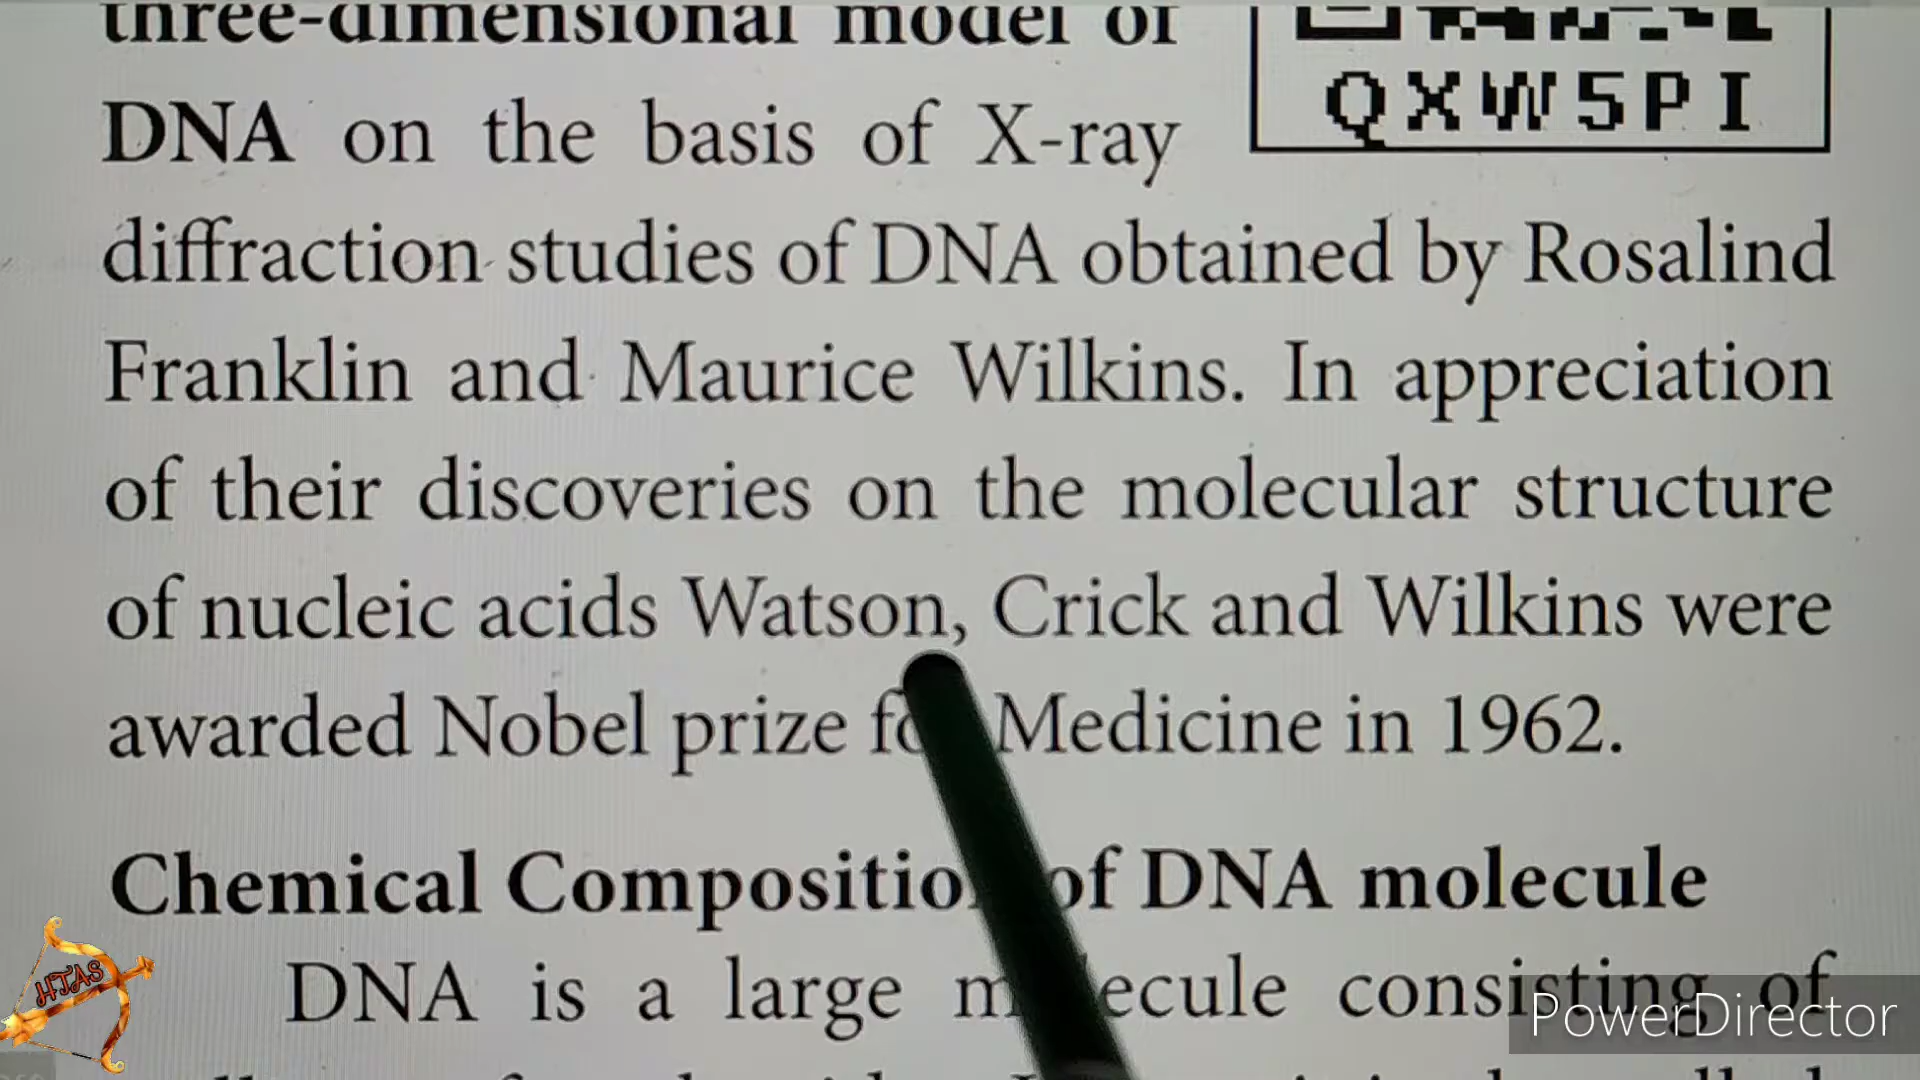 three-dimensional model of
QXW5PI
DNA on the basis of X-ray
diffraction studies of DNA obtained by Rosalind
Franklin and Maurice Wilkins. In appreciation
of their discoveries on the molecular structure
of nucleic acids Watson, Crick and Wilkins were
awarded Nobel prize Medicine in 1962.
Chemical Composition of DNA molecule
DNA is a large molecule consisting of
HTAS
PowerDirector